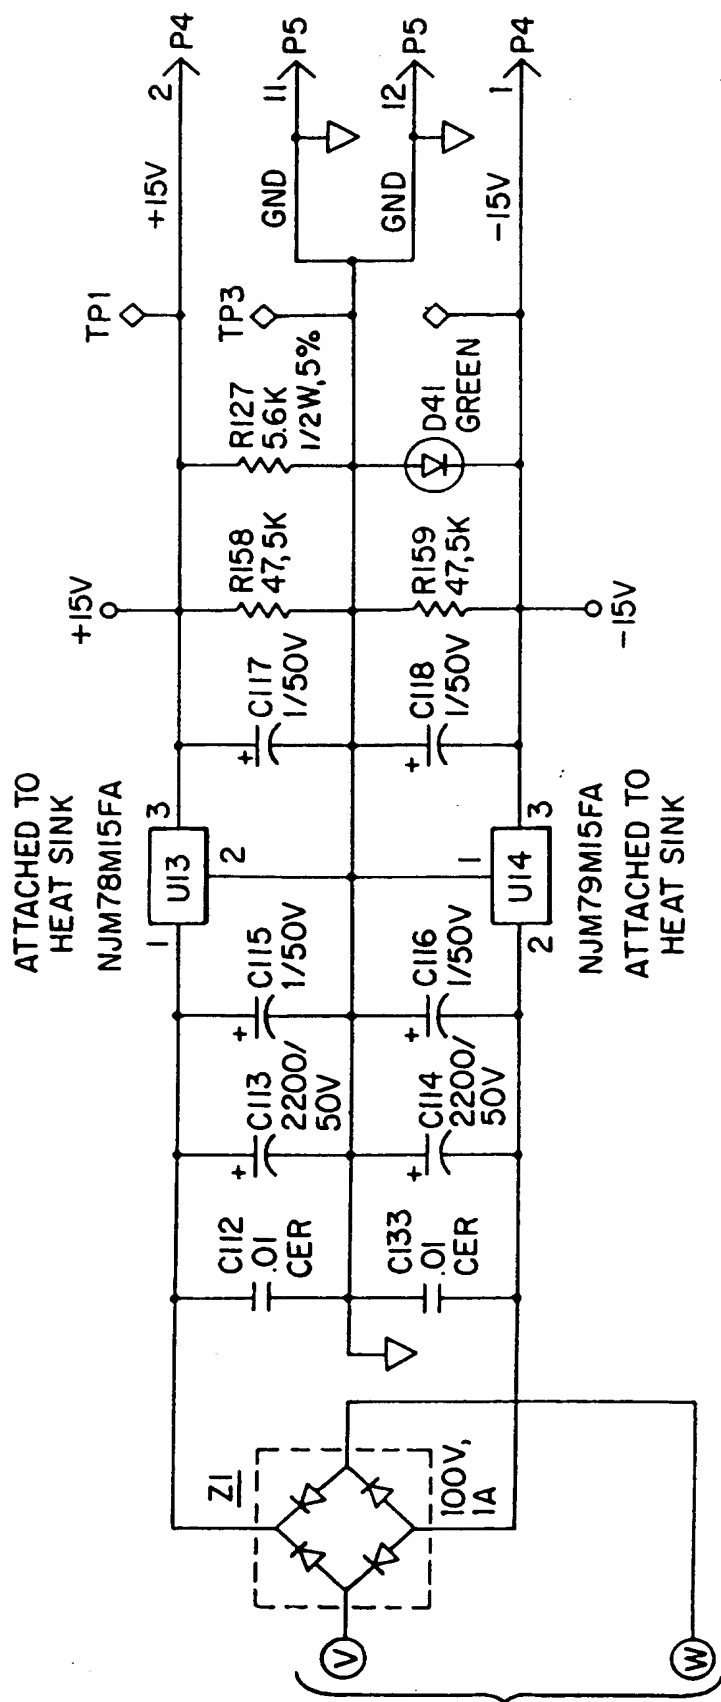 ATTACHED TO
HEAT SINK
NJM78M15FA
+15V
TP1
+15V
2
P4
1
U13
3
2
Z1
C112
.01
CER
+
C113
2200/
50V
+
C115
1/50V
+
C117
1/50V
R158
47,5K
R127
5.6K
1/2W,5%
TP3
GND
11
P5
V
100V,
1A
C133
.01
CER
+
C114
2200/
50V
+
C116
1/50V
1
+
C118
1/50V
R159
47,5K
D41
GREEN
GND
12
P5
2
U14
3
-15V
1
P4
W
NJM79M15FA
ATTACHED TO
HEAT SINK
-15V